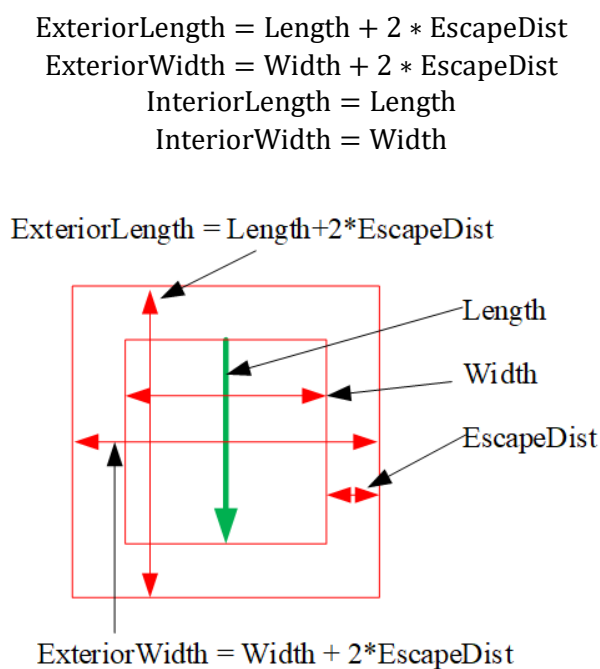 ExteriorLength = Length + 2 ∗ EscapeDist
ExteriorWidth = Width + 2 ∗ EscapeDist
InteriorLength = Length
InteriorWidth = Width
ExteriorLength = Length+2*EscapeDist
Length
Width
EscapeDist
ExteriorWidth = Width + 2*EscapeDist